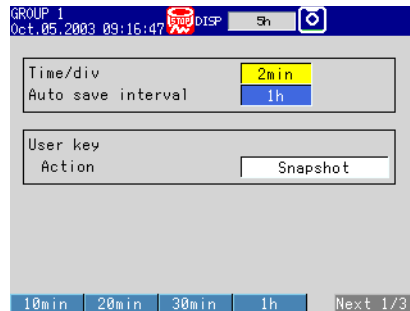 GROUP 1
Oct.05.2003 09:16:47 STOP DISP 5h
Time/div 2min
Auto save interval 1h
User key
Action Snapshot
10min 20min 30min 1h Next 1/3